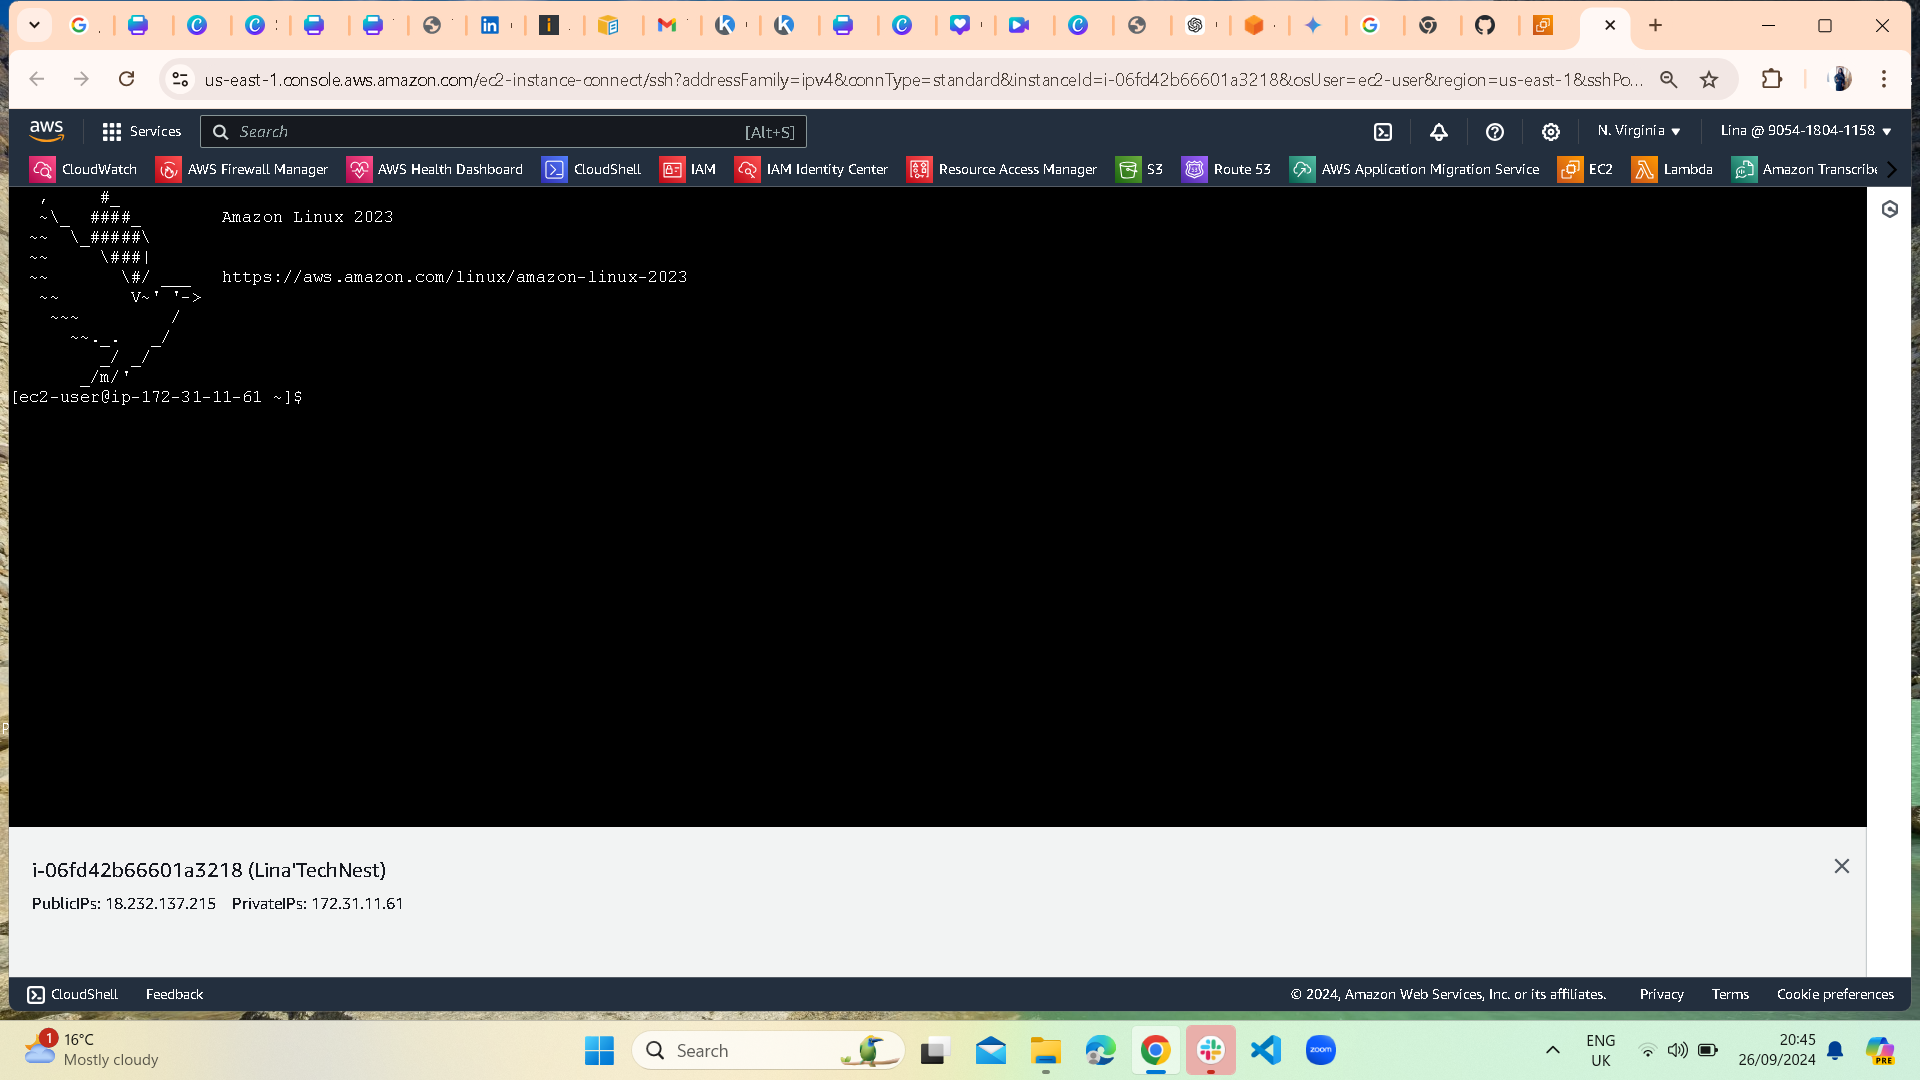 us-east-1.console.aws.amazon.com/ec2-instance-connect/ssh?addressFamily=ipv4&connType=standard&instanceId=i-06fd42b66601a3218&osUser=ec2-user&region=us-east-1&sshPo...
aws Services Search [Alt+S] N. Virginia Lina @ 9054-1804-1158
CloudWatch AWS Firewall Manager AWS Health Dashboard CloudShell IAM IAM Identity Center Resource Access Manager S3 Route 53 AWS Application Migration Service EC2 Lambda Amazon Transcribe
   ,     #_
   ~\_  ####_        Amazon Linux 2023
  ~~  \_#####\
  ~~     \###|
  ~~       \#/ ___   https://aws.amazon.com/linux/amazon-linux-2023
   ~~       V~' '->
    ~~~         /
      ~~._.   _/
         _/ _/
       _/m/'
[ec2-user@ip-172-31-11-61 ~]$
i-06fd42b66601a3218 (Lina'TechNest)
PublicIPs: 18.232.137.215 PrivateIPs: 172.31.11.61
CloudShell Feedback © 2024, Amazon Web Services, Inc. or its affiliates. Privacy Terms Cookie preferences
1 16°C
Mostly cloudy
Search
zoom
ENG
UK
20:45
26/09/2024
PRE